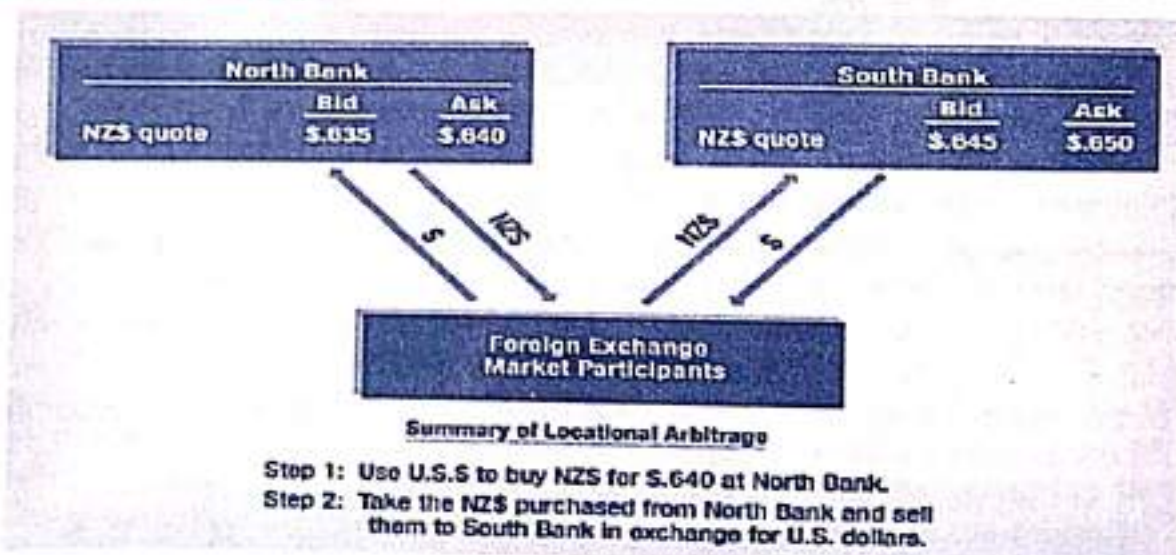 North Bank
Bid Ask
NZ$ quote $.635 $.640
South Bank
Bid Ask
NZ$ quote $.645 $.650
$
NZ$
NZ$
$
Foreign Exchange
Market Participants
Summary of Locational Arbitrage
Step 1: Use U.S.$ to buy NZ$ for $.640 at North Bank.
Step 2: Take the NZ$ purchased from North Bank and sell
them to South Bank in exchange for U.S. dollars.